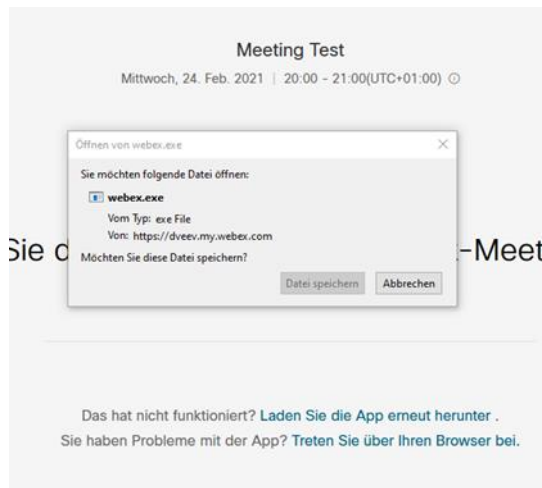 Meeting Test
Mittwoch, 24. Feb. 2021 | 20:00 - 21:00(UTC+01:00)
Öffnen von webex.exe
Sie möchten folgende Datei öffnen:
webex.exe
Vom Typ: exe File
Von: https://dveev.my.webex.com
Sie d
-Meet
Möchten Sie diese Datei speichern?
Datei speichern Abbrechen
Das hat nicht funktioniert? Laden Sie die App erneut herunter .
Sie haben Probleme mit der App? Treten Sie über Ihren Browser bei.